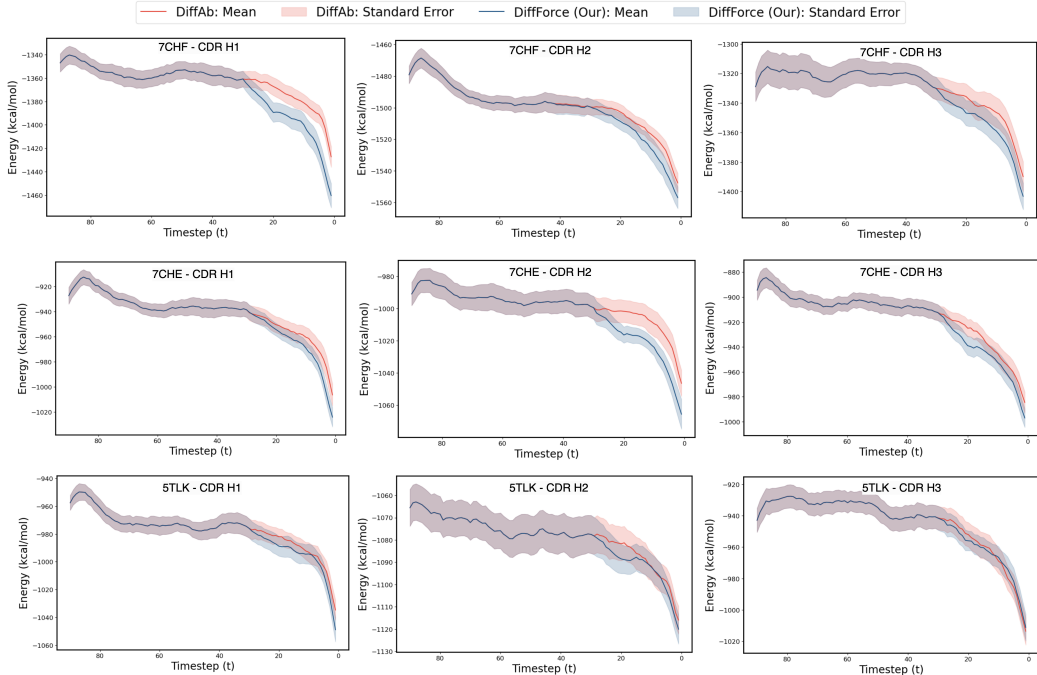 DiffAb: Mean DiffAb: Standard Error DiffForce (Our): Mean DiffForce (Our): Standard Error
7CHF - CDR H1
Energy (kcal/mol)
−1340
−1360
−1380
−1400
−1420
−1440
−1460
80 60 40 20 0
Timestep (t)
7CHF - CDR H2
Energy (kcal/mol)
−1460
−1480
−1500
−1520
−1540
−1560
80 60 40 20 0
Timestep (t)
7CHF - CDR H3
Energy (kcal/mol)
−1300
−1320
−1340
−1360
−1380
−1400
80 60 40 20 0
Timestep (t)
7CHE - CDR H1
Energy (kcal/mol)
−920
−940
−960
−980
−1000
−1020
80 60 40 20 0
Timestep (t)
7CHE - CDR H2
Energy (kcal/mol)
−980
−1000
−1020
−1040
−1060
80 60 40 20 0
Timestep (t)
7CHE - CDR H3
Energy (kcal/mol)
−880
−900
−920
−940
−960
−980
−1000
80 60 40 20 0
Timestep (t)
5TLK - CDR H1
Energy (kcal/mol)
−940
−960
−980
−1000
−1020
−1040
−1060
80 60 40 20 0
Timestep (t)
5TLK - CDR H2
Energy (kcal/mol)
−1060
−1070
−1080
−1090
−1100
−1110
−1120
−1130
80 60 40 20 0
Timestep (t)
5TLK - CDR H3
Energy (kcal/mol)
−920
−940
−960
−980
−1000
−1020
80 60 40 20 0
Timestep (t)